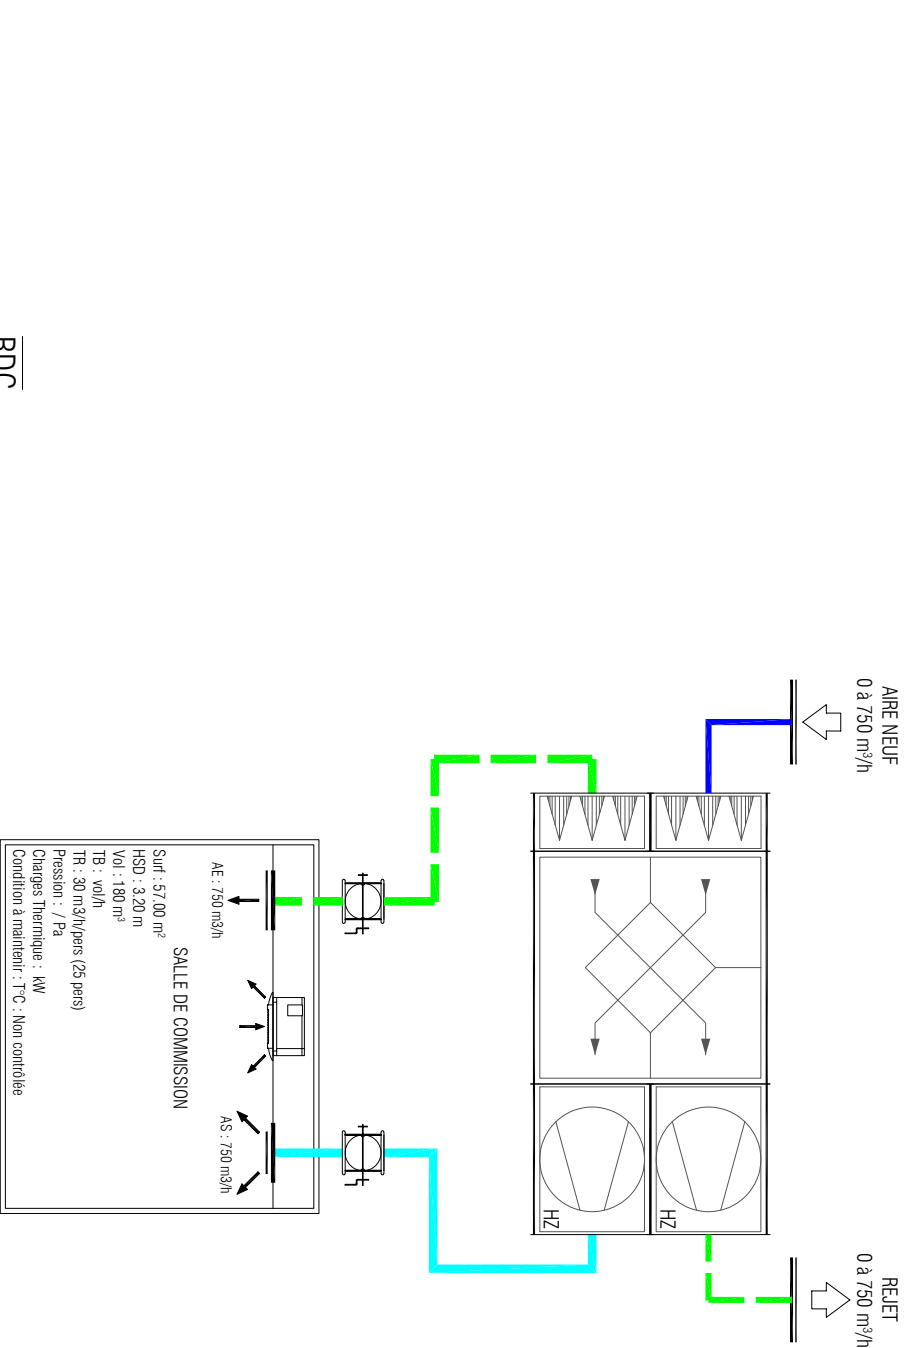 AIRE NEUF
0 à 750 m³/h
REJET
0 à 750 m³/h
HZ
HZ
AE : 750 m3/h
AS : 750 m3/h
SALLE DE COMMISSION
Surf : 57.00 m²
HSD : 3.20 m
Vol : 180 m³
TB : vol/h
TR : 30 m3/h/pers (25 pers)
Pression : / Pa
Charges Thermique : kW
Condition à maintenir : T°C : Non contrôlée